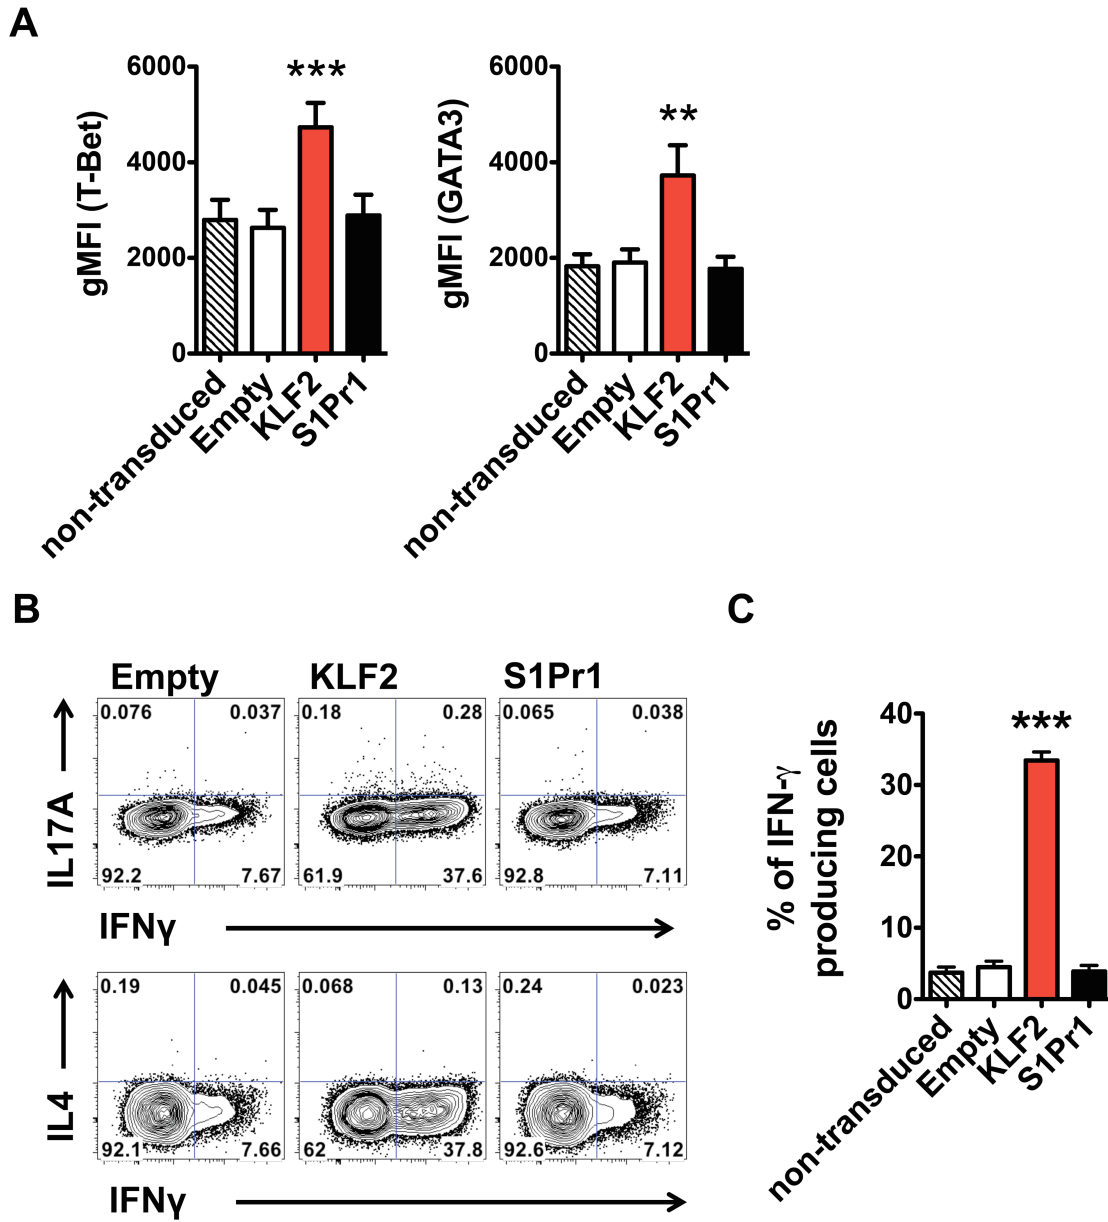 A
6000
4000
2000
0
gMFI (T-Bet)
***
non-transduced
Empty
KLF2
S1Pr1
6000
4000
2000
0
gMFI (GATA3)
**
non-transduced
Empty
KLF2
S1Pr1
B
Empty KLF2 S1Pr1
IL17A
0.076 0.037
92.2 7.67
0.18 0.28
61.9 37.6
0.065 0.038
92.8 7.11
IFNγ
IL4
0.19 0.045
92.1 7.66
0.068 0.13
62 37.8
0.24 0.023
92.6 7.12
IFNγ
C
40
30
20
10
0
% of IFN-γ
producing cells
***
non-transduced
Empty
KLF2
S1Pr1